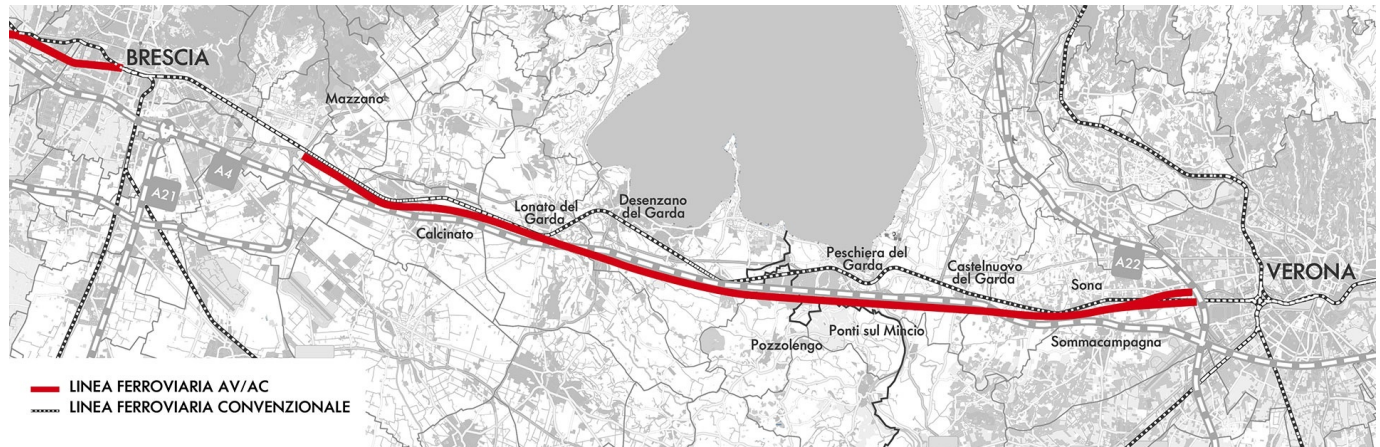 BRESCIA
Mazzano
A21
A4
Lonato del
Garda
Desenzano
del Garda
Calcinato
Peschiera del
Garda
Castelnuovo
del Garda
Sona
A22
VERONA
Ponti sul Mincio
Pozzolengo
Sommacampagna
LINEA FERROVIARIA AV/AC
LINEA FERROVIARIA CONVENZIONALE